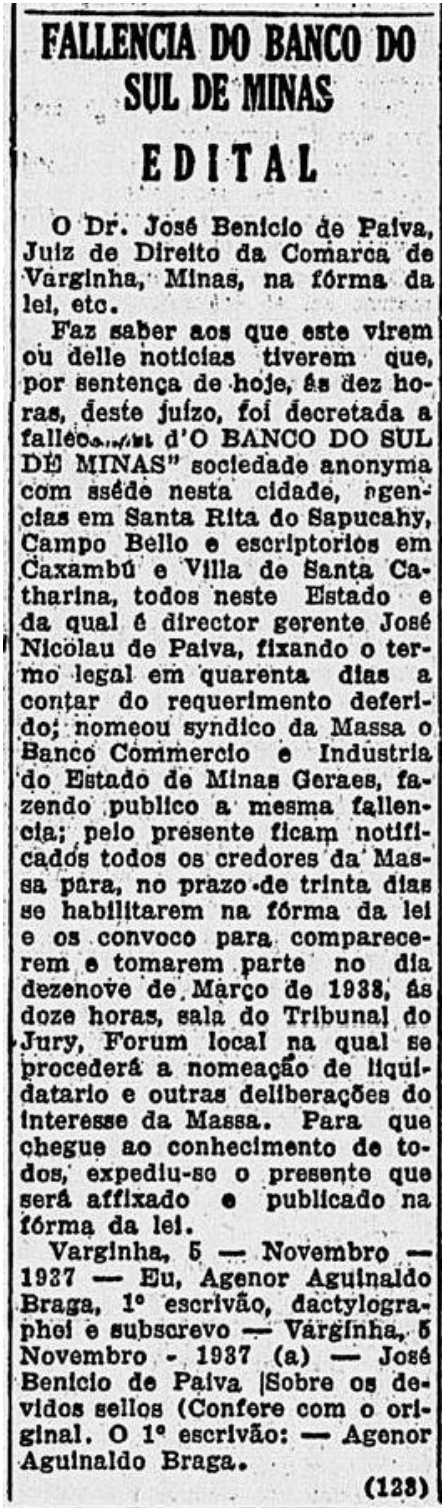 FALLENCIA DO BANCO DO
SUL DE MINAS
EDITAL
O Dr. José Benicio de Paiva,
Juiz de Direito da Comarca de
Varginha, Minas, na fórma da
lei, etc.
Faz saber aos que este virem
ou delle noticias tiverem que,
por sentença de hoje, ás dez ho-
ras, deste juízo, foi decretada a
d'O BANCO DO SUL
DE MINAS" sociedade anonyma
com sséde nesta cidade, agen-
cias em Santa Rita do Sapucahy,
Campo Bello e escriptorios em
Caxambú e Villa de Santa Ca-
tharina, todos neste Estado e
da qual é director gerente José
Nicolau de Paiva, fixando o ter-
mo legal em quarenta dias a
contar do requerimento deferi-
do; nomeou syndico da Massa o
Banco Commercio e Industria
do Estado de Minas Geraes, fa-
zendo publico a mesma fallen-
cia; pelo presente ficam notifi-
cados todos os credores da Mas-
sa para, no prazo de trinta dias
se habilitarem na fórma da lei
e os convoco para comparece-
rem e tomarem parte no dia
dezenove de Março de 1938, ás
doze horas, sala do Tribunal do
Jury, Forum local na qual se
procederá a nomeação de liqui-
datario e outras deliberações do
interesse da Massa. Para que
chegue ao conhecimento de to-
dos, expediu-se o presente que
será affixado e publicado na
fórma da lei.
Varginha, 5 — Novembro —
1937 — Eu, Agenor Aguinaldo
Braga, 1º escrivão, dactylogra-
phei e subscrevo — Varginha, 5
Novembro - 1937 (a) — José
Benicio de Paiva |Sobre os de-
vidos sellos (Confere com o ori-
ginal. O 1º escrivão: — Agenor
Aguinaldo Braga.
(123)